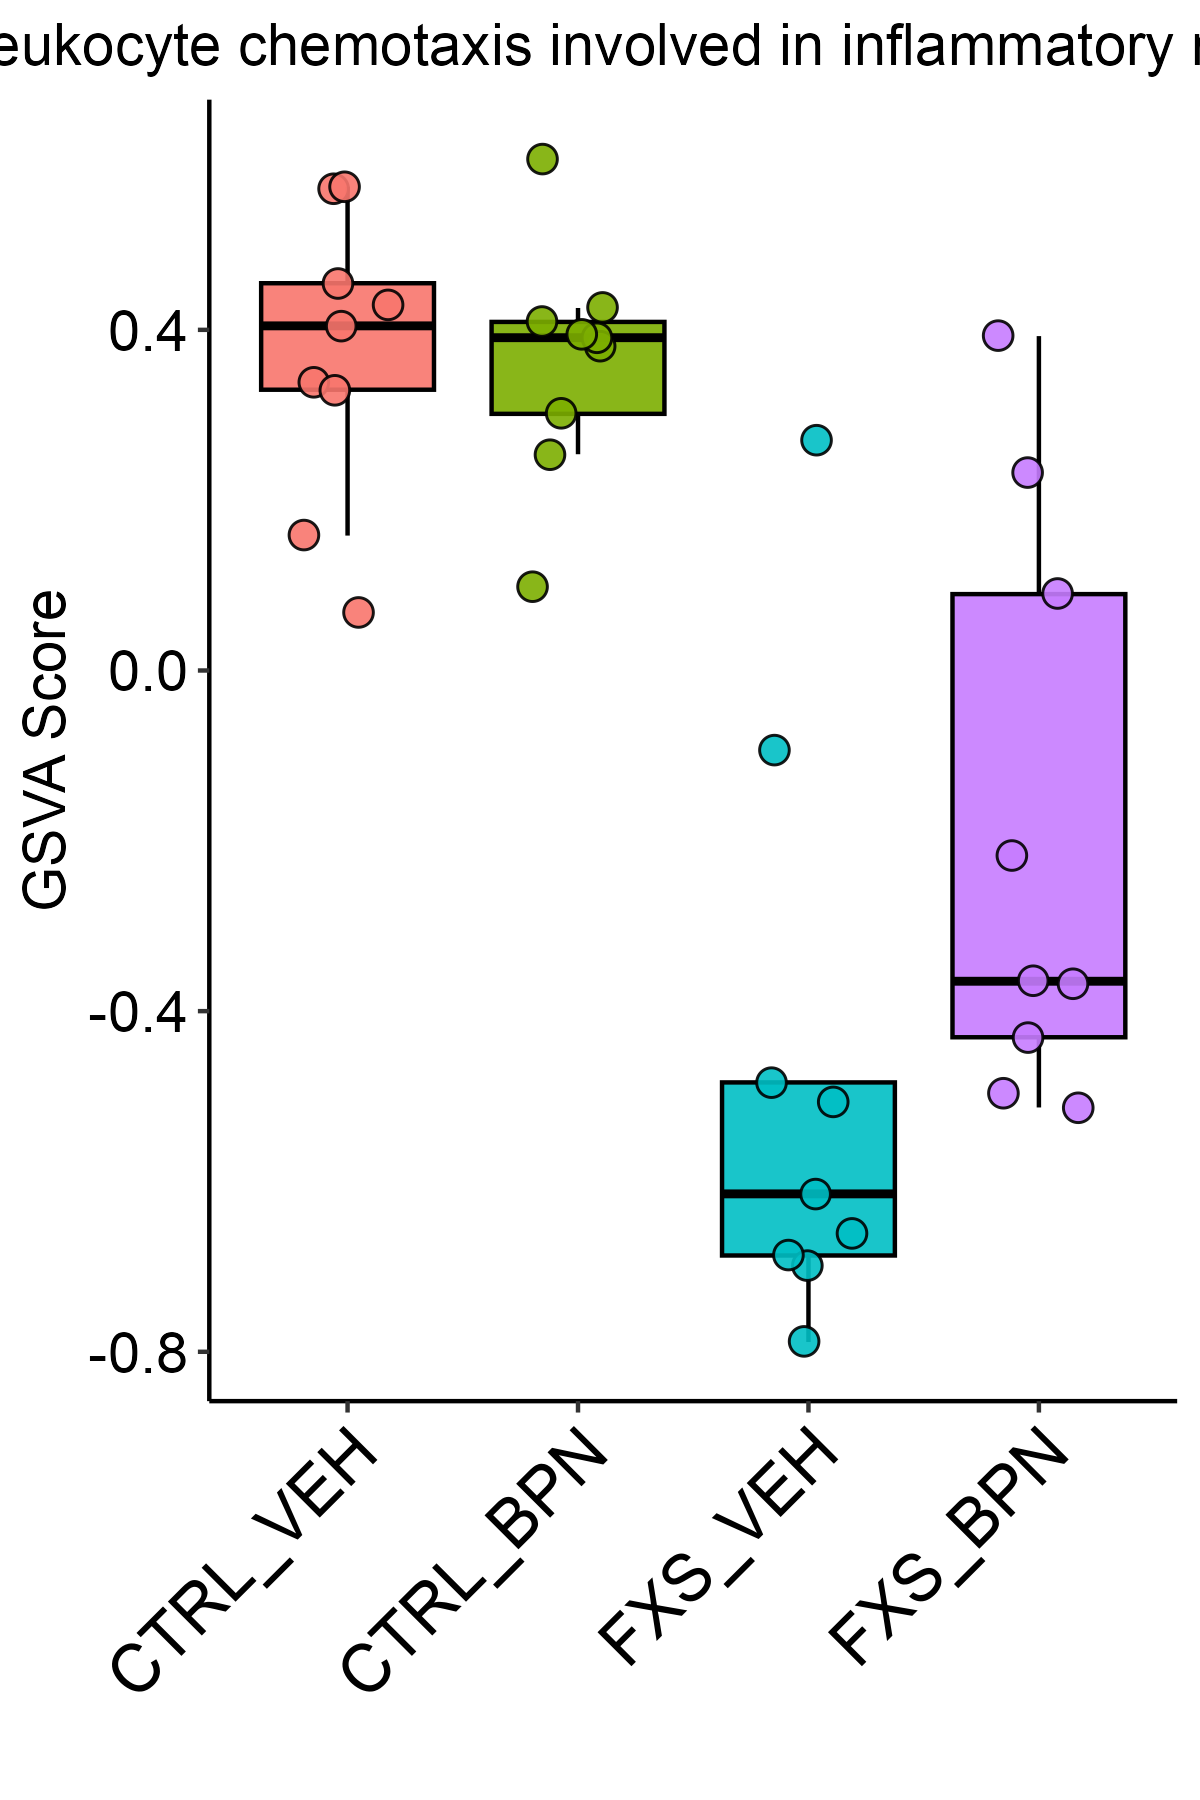 eukocyte chemotaxis involved in inflammatory
GSVA Score
0.4
0.0
-0.4
-0.8
CTRL_VEH
CTRL_BPN
FXS_VEH
FXS_BPN